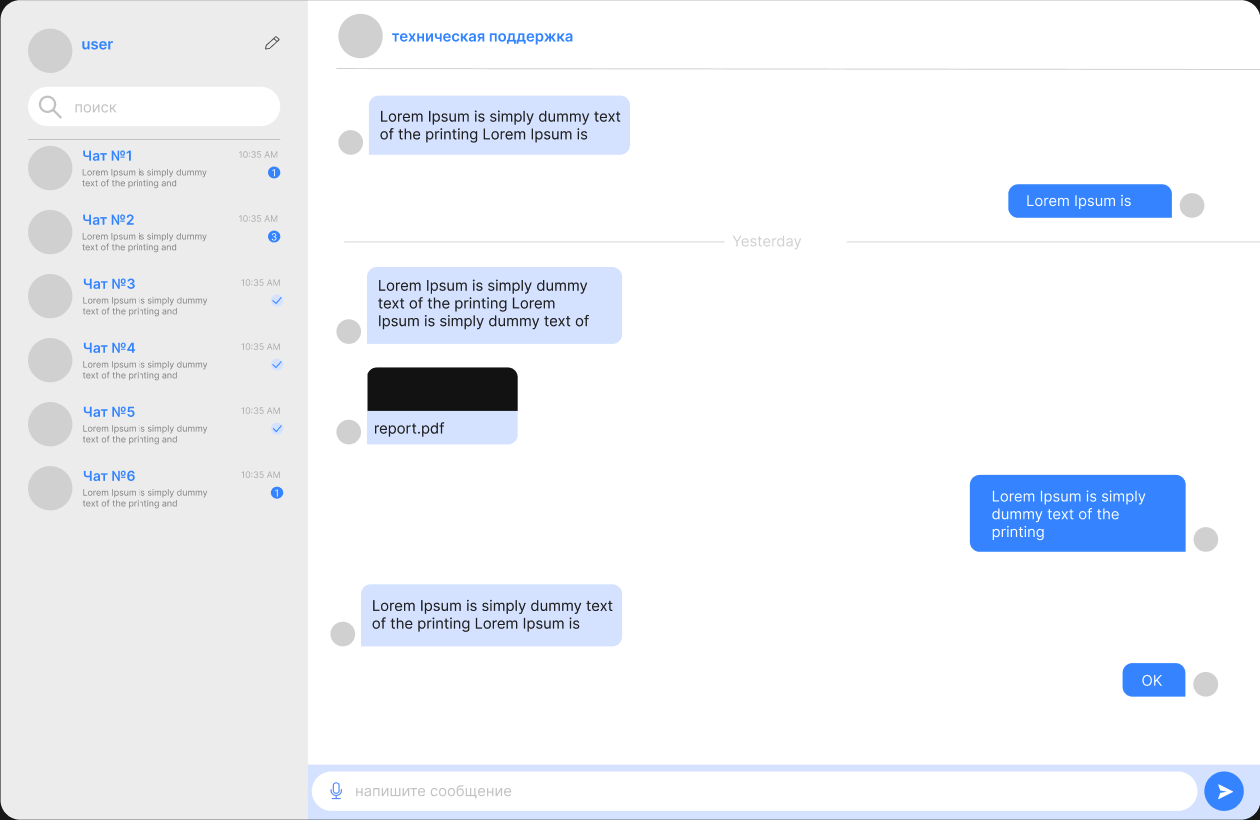 user
поиск
Чат №1
10:35 AM
Lorem Ipsum is simply dummy
text of the printing and
1
Чат №2
10:35 AM
Lorem Ipsum is simply dummy
text of the printing and
3
Чат №3
10:35 AM
Lorem Ipsum is simply dummy
text of the printing and
Чат №4
10:35 AM
Lorem Ipsum is simply dummy
text of the printing and
Чат №5
10:35 AM
Lorem Ipsum is simply dummy
text of the printing and
Чат №6
10:35 AM
Lorem Ipsum is simply dummy
text of the printing and
1
техническая поддержка
Lorem Ipsum is simply dummy text
of the printing Lorem Ipsum is
Lorem Ipsum is
Yesterday
Lorem Ipsum is simply dummy
text of the printing Lorem
Ipsum is simply dummy text of
report.pdf
Lorem Ipsum is simply
dummy text of the
printing
Lorem Ipsum is simply dummy text
of the printing Lorem Ipsum is
OK
напишите сообщение